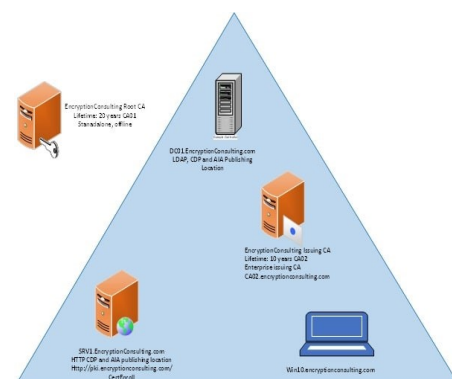 EncryptionConsulting Root CA
Lifetime: 20 years CA01
Stanadalone, offline
DC01.EncryptionConsulting.com
LDAP, CDP and AIA Publishing
Location
EncryptionConsulting Issuing CA
Lifetime: 10 years CA02
Enterprise issuing CA
CA02.encryptionconsulting.com
SRV1.EncryptionConsulting.com
HTTP CDP and AIA publishing location
Http://pki.encryptionconsulting.com/
CertEnroll
Win10.encryptionconsulting.com